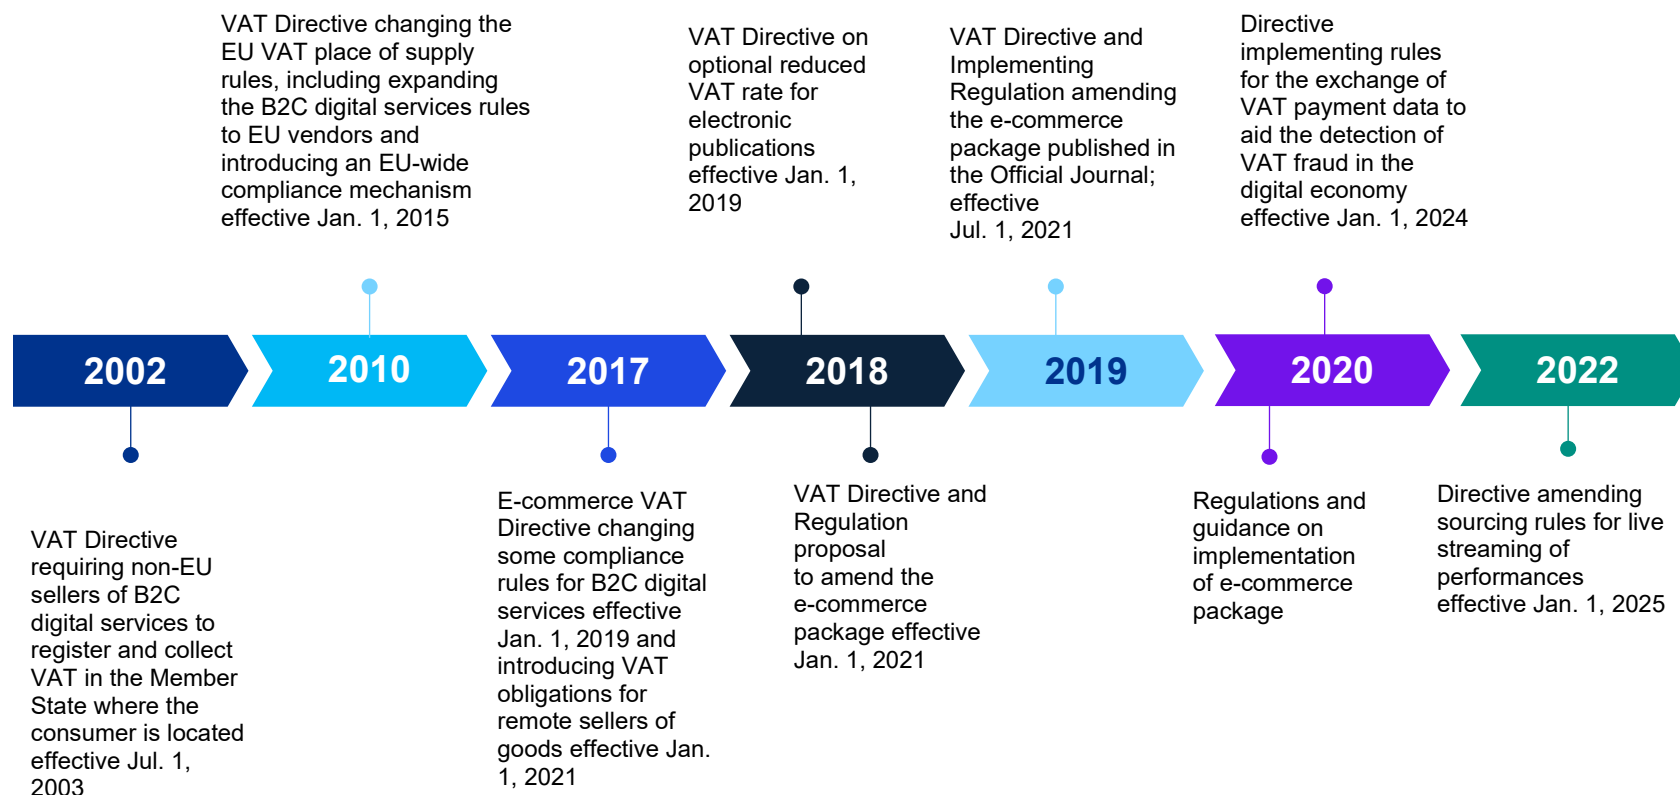 VAT Directive changing the
EU VAT place of supply
rules, including expanding
the B2C digital services rules
to EU vendors and
introducing an EU-wide
compliance mechanism
effective Jan. 1, 2015
VAT Directive on
optional reduced
VAT rate for
electronic
publications
effective Jan. 1,
2019
VAT Directive and
Implementing
Regulation amending
the e-commerce
package published in
the Official Journal;
effective
Jul. 1, 2021
Directive
implementing rules
for the exchange of
VAT payment data to
aid the detection of
VAT fraud in the
digital economy
effective Jan. 1, 2024
2002
2010
2017
2018
2019
2020
2022
VAT Directive
requiring non-EU
sellers of B2C
digital services to
register and collect
VAT in the Member
State where the
consumer is located
effective Jul. 1,
2003
E-commerce VAT
Directive changing
some compliance
rules for B2C digital
services effective
Jan. 1, 2019 and
introducing VAT
obligations for
remote sellers of
goods effective Jan.
1, 2021
VAT Directive and
Regulation
proposal
to amend the
e-commerce
package effective
Jan. 1, 2021
Regulations and
guidance on
implementation
of e-commerce
package
Directive amending
sourcing rules for live
streaming of
performances
effective Jan. 1, 2025